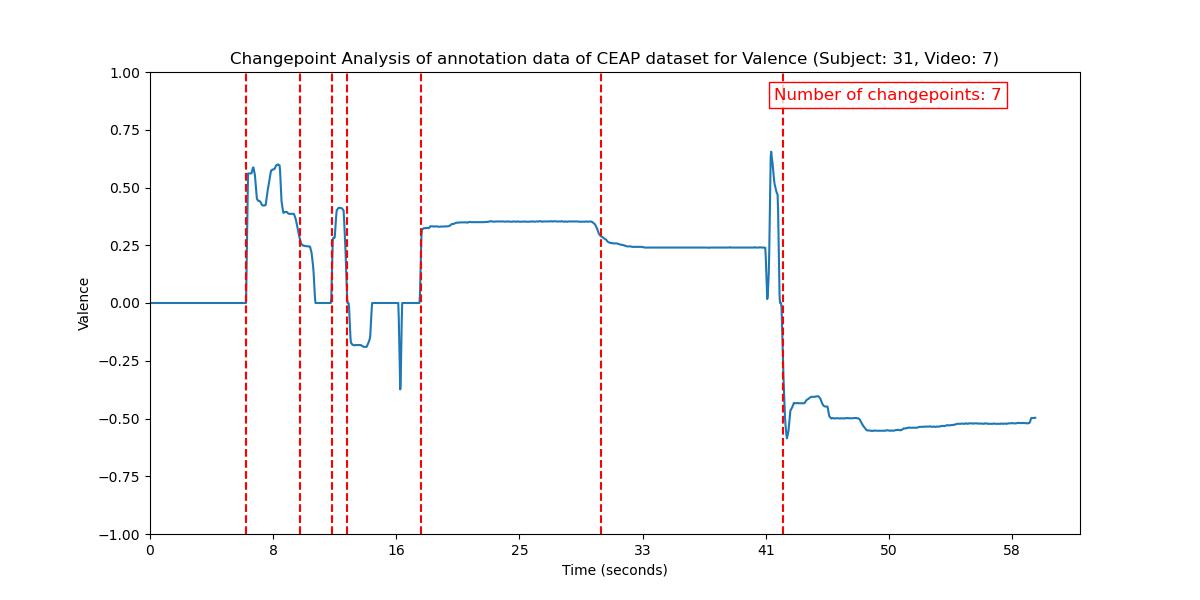 Changepoint Analysis of annotation data of CEAP dataset for Valence (Subject: 31, Video: 7)
Number of changepoints: 7
Valence
1.00
0.75
0.50
0.25
0.00
−0.25
−0.50
−0.75
−1.00
0 8 16 25 33 41 50 58
Time (seconds)